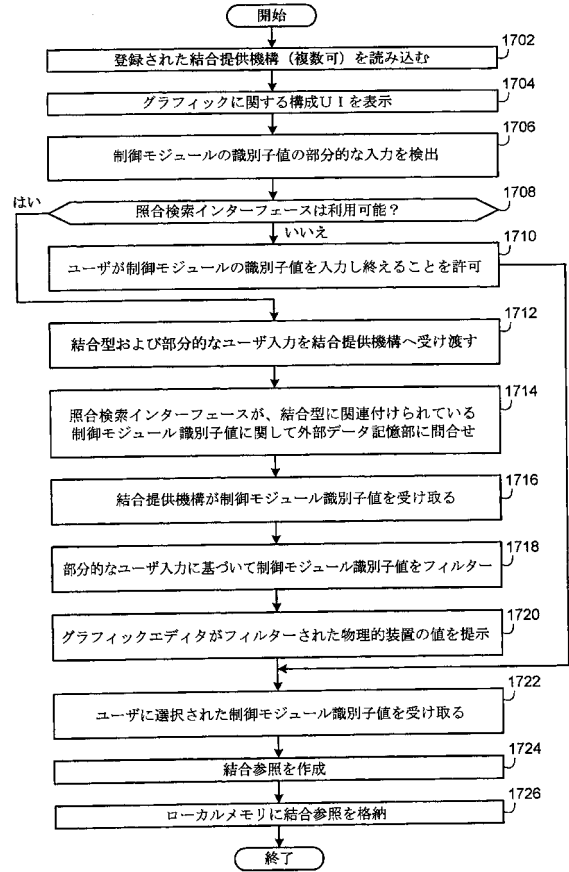 開始
1702
登録された結合提供機構（複数可）を読み込む
1704
グラフィックに関する構成ＵＩを表示
1706
制御モジュールの識別子値の部分的な入力を検出
1708
はい
照合検索インターフェースは利用可能？
いいえ
1710
ユーザが制御モジュールの識別子値を入力し終えることを許可
1712
結合型および部分的なユーザ入力を結合提供機構へ受け渡す
1714
照合検索インターフェースが、結合型に関連付けられている
制御モジュール識別子値に関して外部データ記憶部に問合せ
1716
結合提供機構が制御モジュール識別子値を受け取る
1718
部分的なユーザ入力に基づいて制御モジュール識別子値をフィルター
1720
グラフィックエディタがフィルターされた物理的装置の値を提示
1722
ユーザに選択された制御モジュール識別子値を受け取る
1724
結合参照を作成
1726
ローカルメモリに結合参照を格納
終了